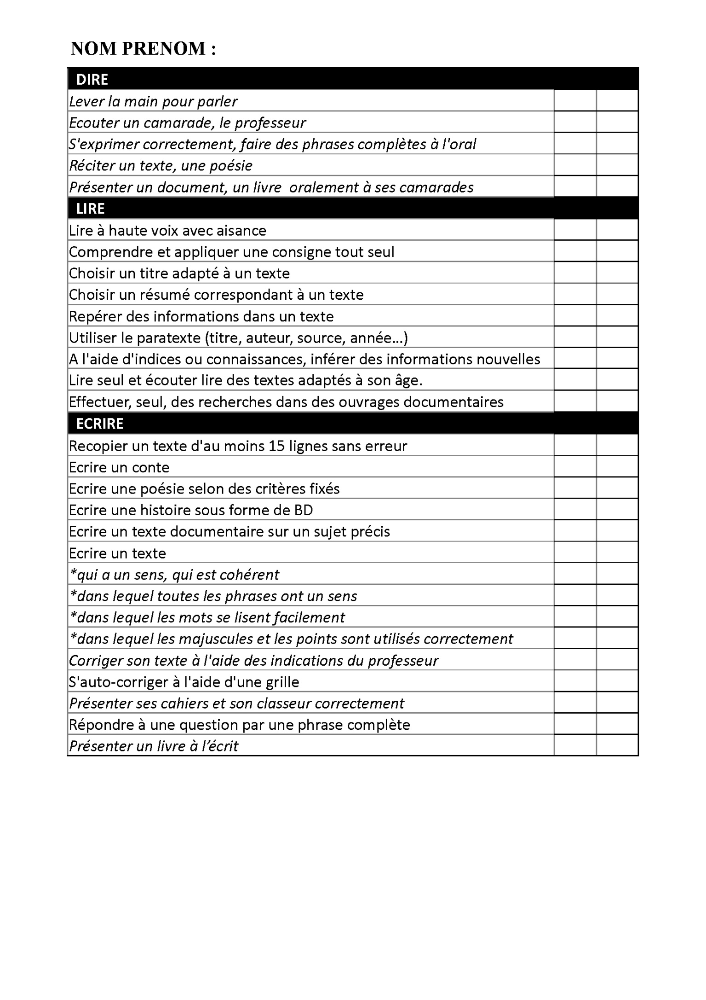 NOM PRENOM :
DIRE
Lever la main pour parler
Ecouter un camarade, le professeur
S'exprimer correctement, faire des phrases complètes à l'oral
Réciter un texte, une poésie
Présenter un document, un livre  oralement à ses camarades
LIRE
Lire à haute voix avec aisance
Comprendre et appliquer une consigne tout seul
Choisir un titre adapté à un texte
Choisir un résumé correspondant à un texte
Repérer des informations dans un texte
Utiliser le paratexte (titre, auteur, source, année…)
A l'aide d'indices ou connaissances, inférer des informations nouvelles
Lire seul et écouter lire des textes adaptés à son âge.
Effectuer, seul, des recherches dans des ouvrages documentaires
ECRIRE
Recopier un texte d'au moins 15 lignes sans erreur
Ecrire un conte
Ecrire une poésie selon des critères fixés
Ecrire une histoire sous forme de BD
Ecrire un texte documentaire sur un sujet précis
Ecrire un texte
*qui a un sens, qui est cohérent
*dans lequel toutes les phrases ont un sens
*dans lequel les mots se lisent facilement
*dans lequel les majuscules et les points sont utilisés correctement
Corriger son texte à l'aide des indications du professeur
S'auto-corriger à l'aide d'une grille
Présenter ses cahiers et son classeur correctement
Répondre à une question par une phrase complète
Présenter un livre à l’écrit